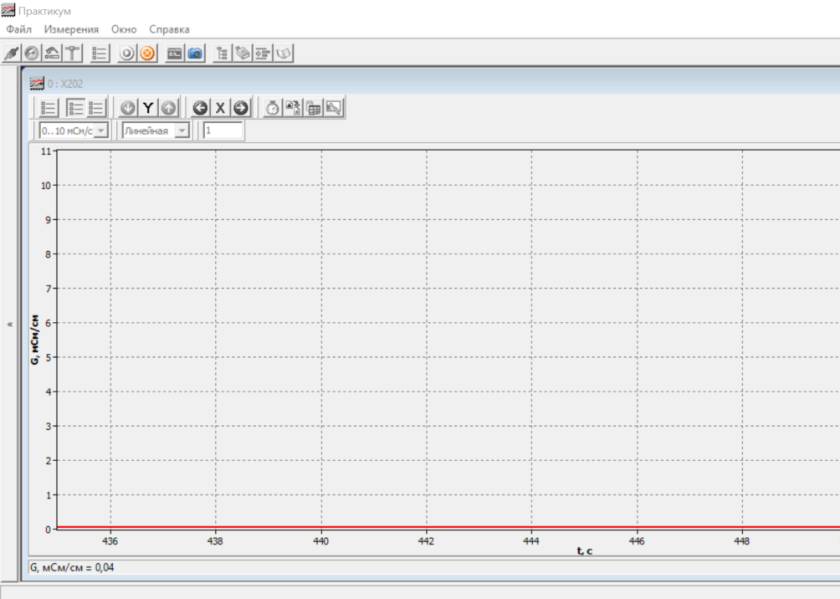 Практикум
Файл Измерения Окно Справка
0 : X202
Y X
0..10 мСм/с Линейная 1
11
10
9
8
7
6
5
4
3
2
1
0
G, мСм/см
436 438 440 442 444 446 448
t, c
G, мСм/см = 0,04